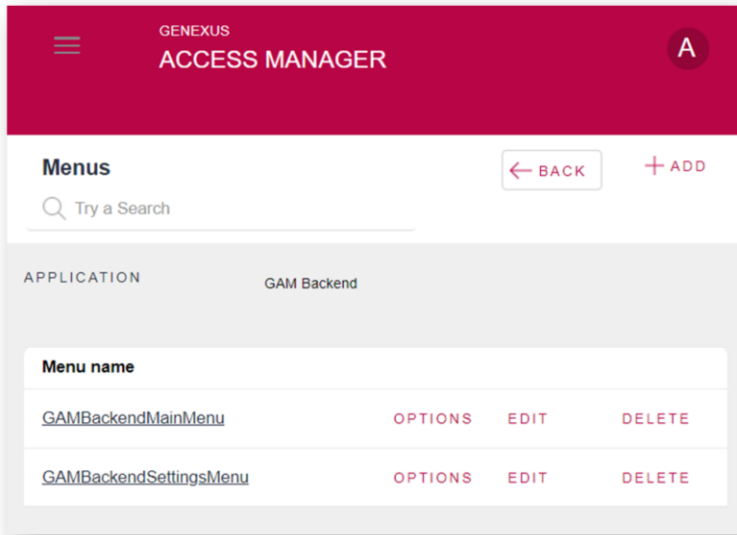 GENEXUS
ACCESS MANAGER
A
Menus
BACK
ADD
Try a Search
APPLICATION GAM Backend
Menu name
GAMBackendMainMenu OPTIONS EDIT DELETE
GAMBackendSettingsMenu OPTIONS EDIT DELETE